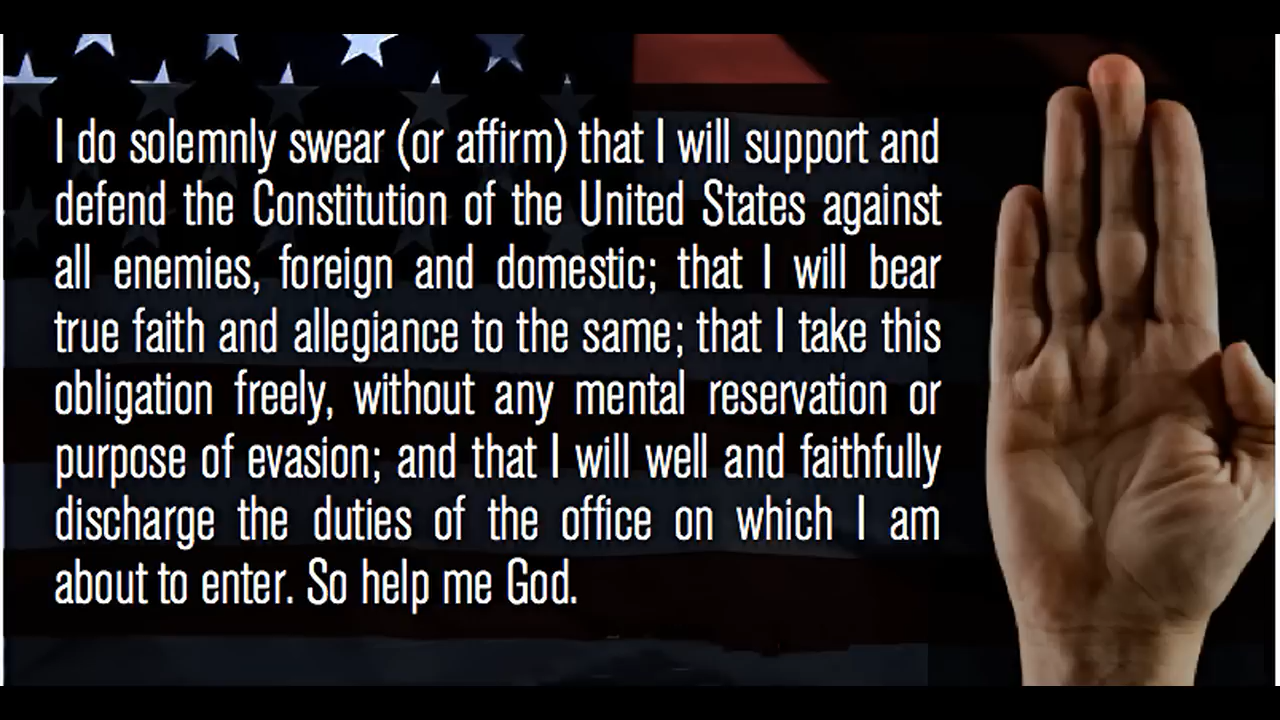 I do solemnly swear (or affirm) that I will support and
defend the Constitution of the United States against
all enemies, foreign and domestic; that I will bear
true faith and allegiance to the same; that I take this
obligation freely, without any mental reservation or
purpose of evasion; and that I will well and faithfully
discharge the duties of the office on which I am
about to enter. So help me God.